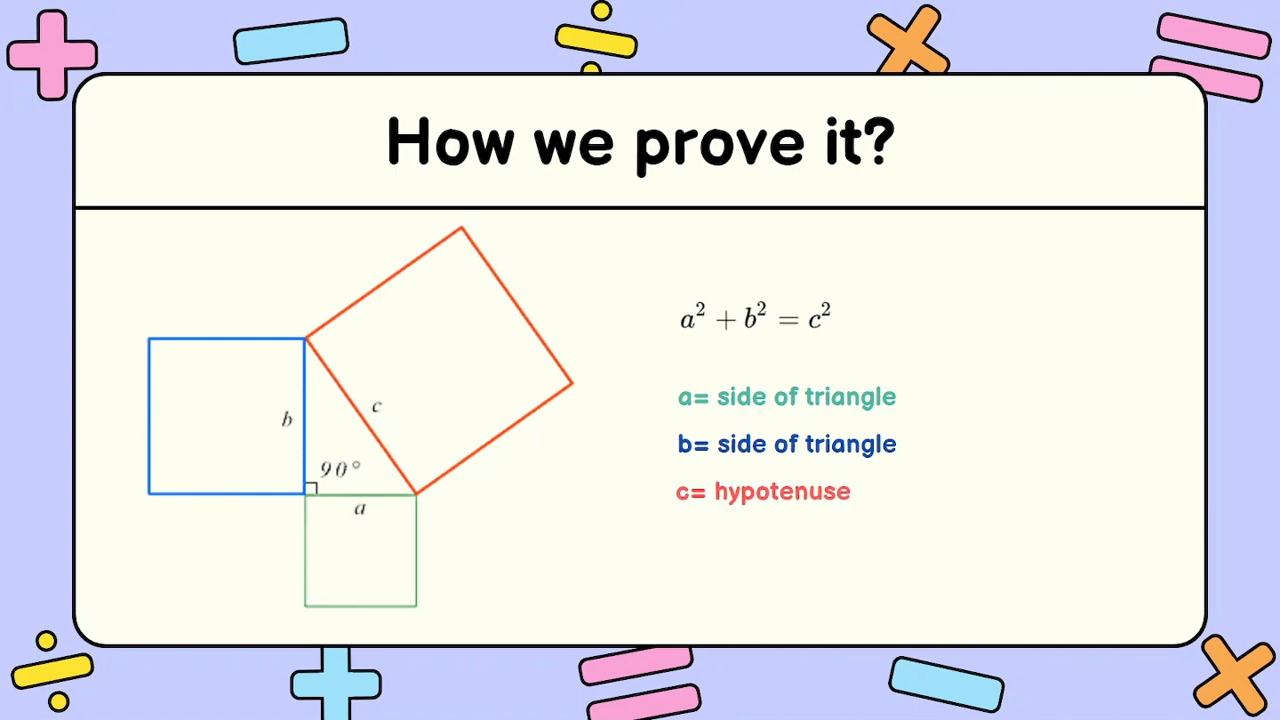 How we prove it?
b
c
90°
a
a² + b² = c²
a= side of triangle
b= side of triangle
c= hypotenuse